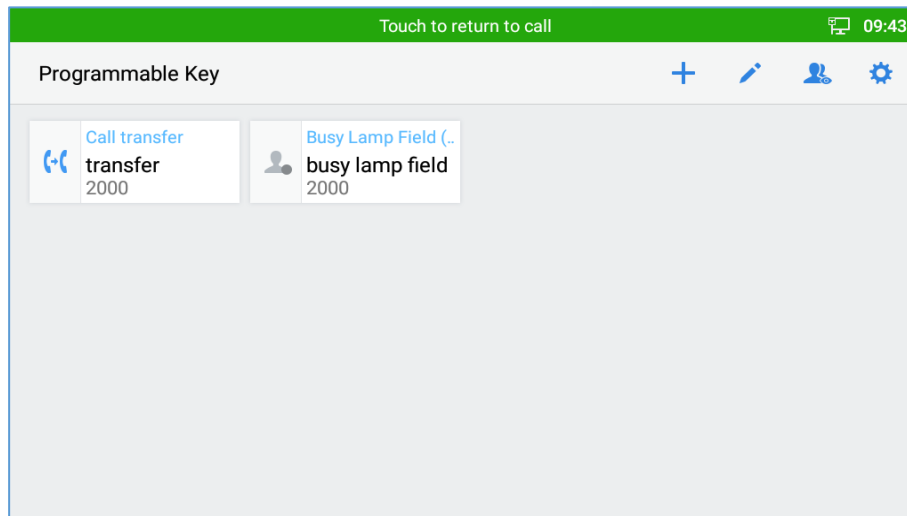 Touch to return to call
09:43
Programmable Key
Call transfer
transfer
2000
Busy Lamp Field (..
busy lamp field
2000